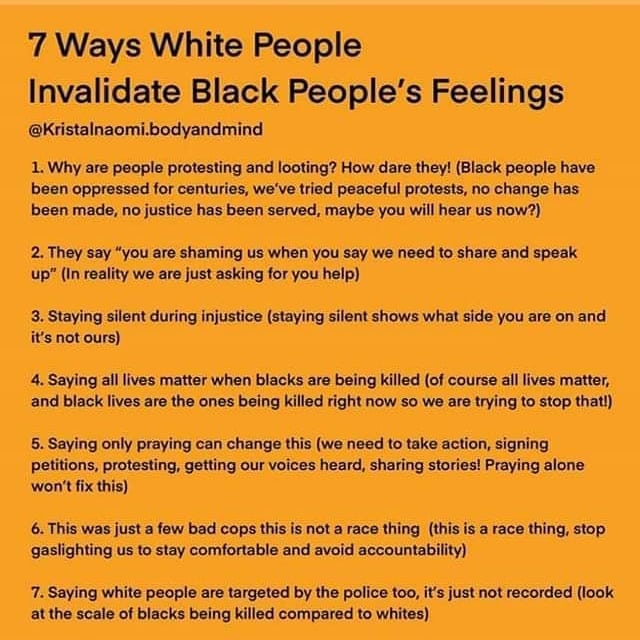 7 Ways White People
Invalidate Black People's Feelings
@Kristalnaomi.bodyandmind
1. Why are people protesting and looting? How dare they! (Black people have
been oppressed for centuries, we've tried peaceful protests, no change has
been made, no justice has been served, maybe you will hear us now?)
2. They say "you are shaming us when you say we need to share and speak
up" (In reality we are just asking for you help)
3. Staying silent during injustice (staying silent shows what side you are on and
it's not ours)
4. Saying all lives matter when blacks are being killed (of course all lives matter,
and black lives are the ones being killed right now so we are trying to stop that!)
5. Saying only praying can change this (we need to take action, signing
petitions, protesting, getting our voices heard, sharing stories! Praying alone
won't fix this)
6. This was just a few bad cops this is not a race thing (this is a race thing, stop
gaslighting us to stay comfortable and avoid accountability)
7. Saying white people are targeted by the police too, it's just not recorded (look
at the scale of blacks being killed compared to whites)